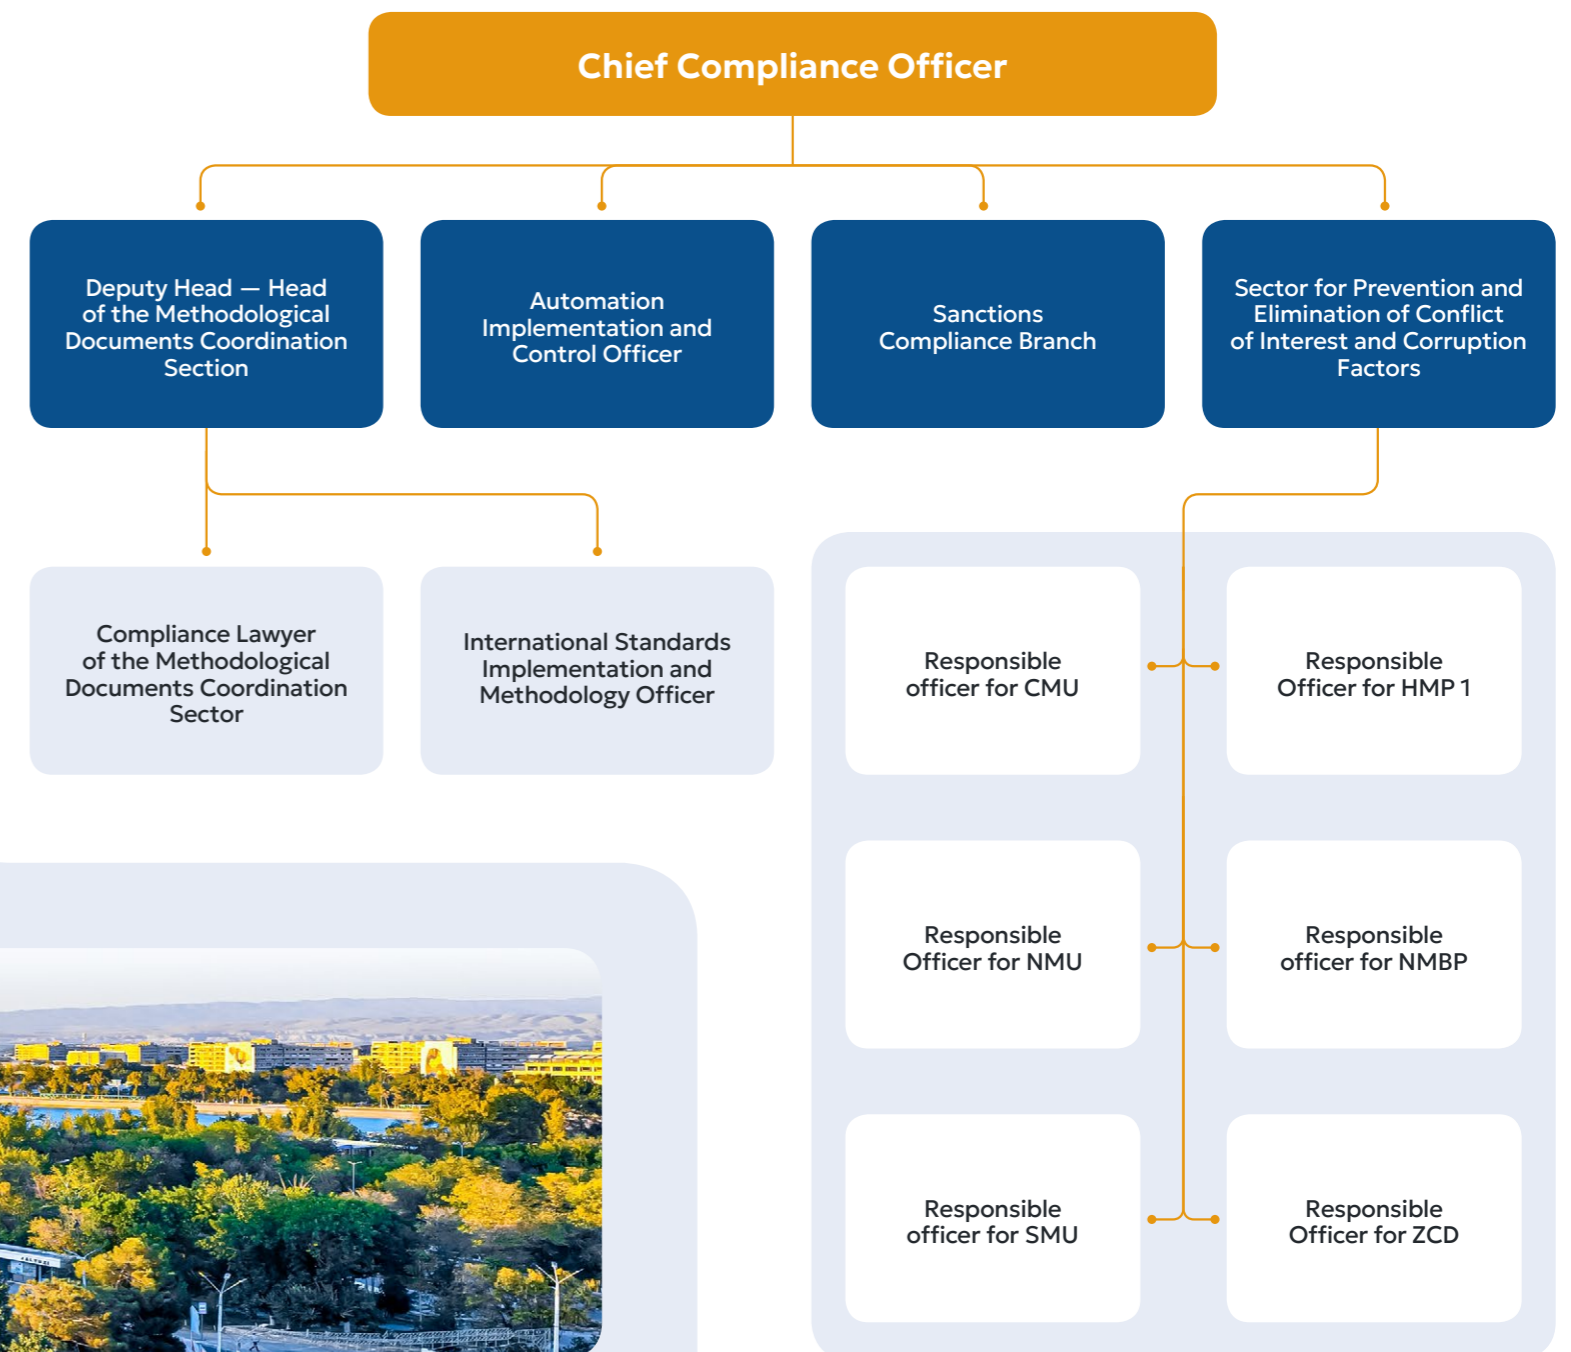 Chief Compliance Officer
Deputy Head — Head
of the Methodological
Documents Coordination
Section
Automation
Implementation and
Control Officer
Sanctions
Compliance Branch
Sector for Prevention and
Elimination of Conflict
of Interest and Corruption
Factors
Compliance Lawyer
of the Methodological
Documents Coordination
Sector
International Standards
Implementation and
Methodology Officer
Responsible
officer for CMU
Responsible
Officer for HMP 1
Responsible
Officer for NMU
Responsible
officer for NMBP
Responsible
officer for SMU
Responsible
Officer for ZCD